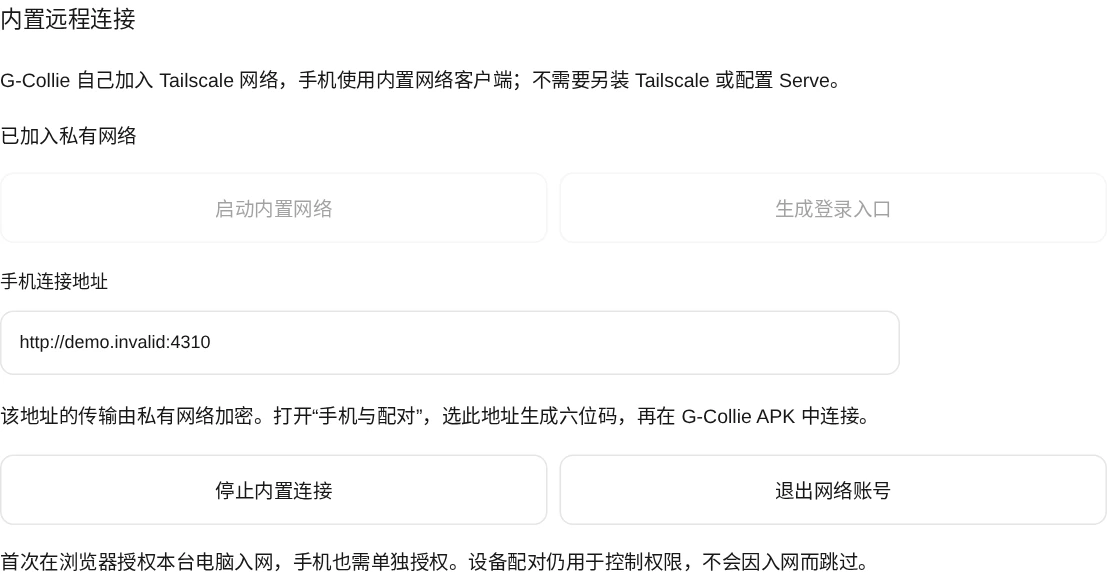 内置远程连接
G-Collie 自己加入 Tailscale 网络，手机使用内置网络客户端；不需要另装 Tailscale 或配置 Serve。
已加入私有网络
启动内置网络
生成登录入口
手机连接地址
http://demo.invalid:4310
该地址的传输由私有网络加密。打开“手机与配对”，选此地址生成六位码，再在 G-Collie APK 中连接。
停止内置连接
退出网络账号
首次在浏览器授权本台电脑入网，手机也需单独授权。设备配对仍用于控制权限，不会因入网而跳过。